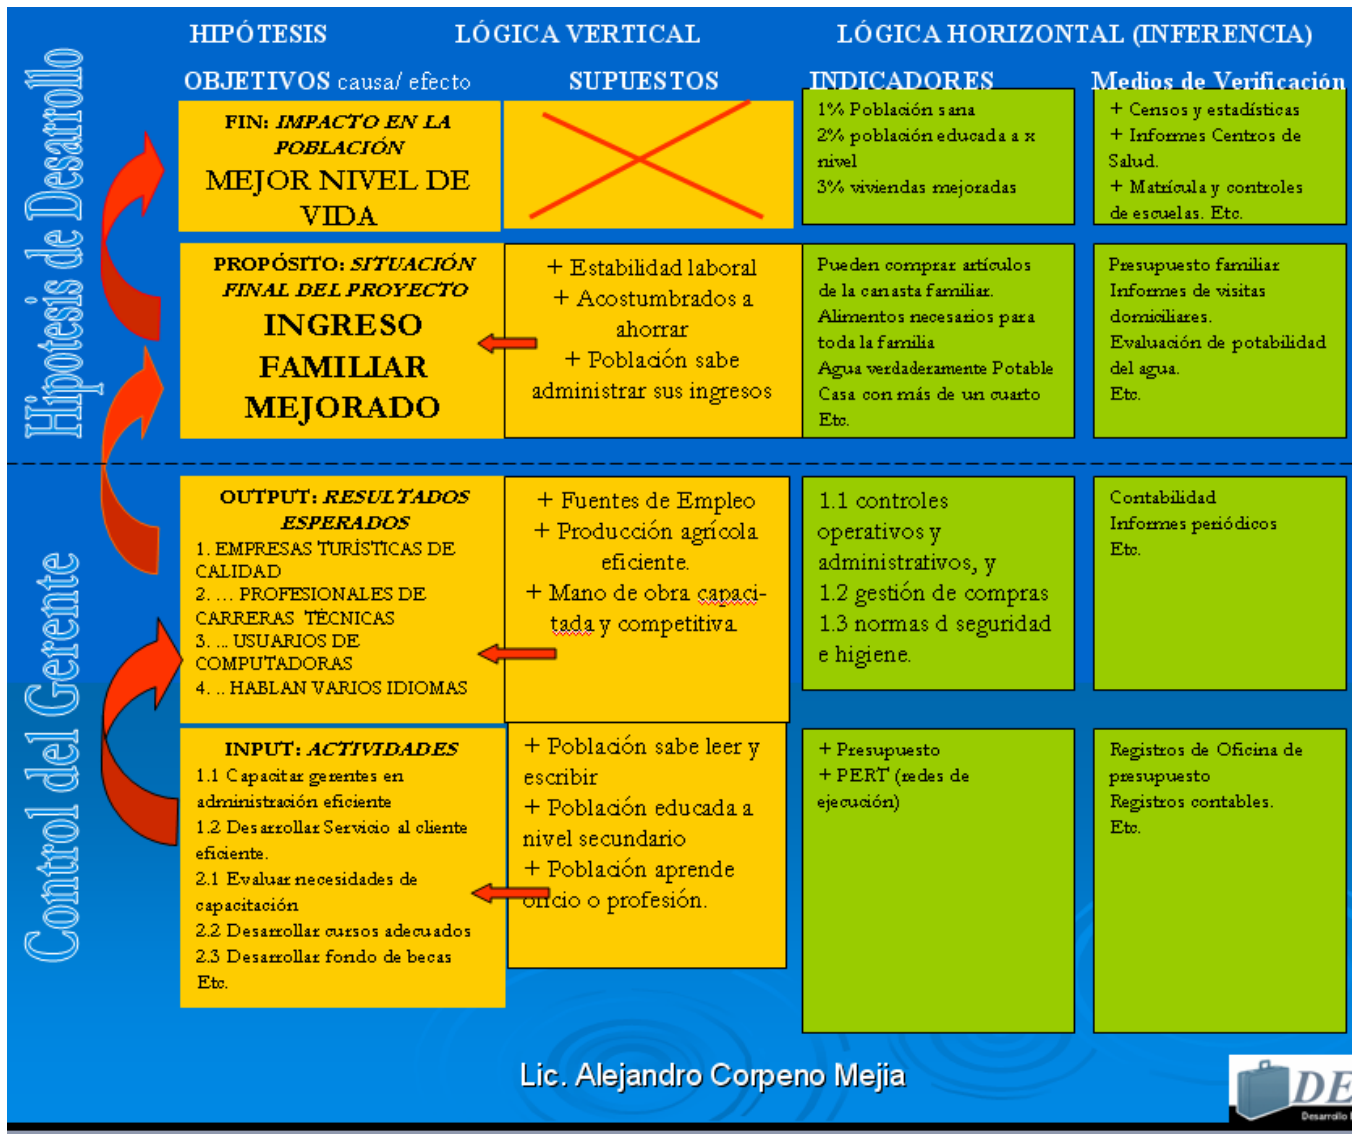 HIPÓTESIS
LÓGICA VERTICAL
LÓGICA HORIZONTAL (INFERENCIA)
OBJETIVOS causa/ efecto
SUPUESTOS
INDICADORES
Medios de Verificación
Hipotesis de Desarrollo
FIN: IMPACTO EN LA
POBLACIÓN
MEJOR NIVEL DE
VIDA
1% Población sana
2% población educada a x
nivel
3% viviendas mejoradas
+ Censos y estadísticas
+ Informes Centros de
Salud.
+ Matrícula y controles
de escuelas. Etc.
PROPÓSITO: SITUACIÓN
FINAL DEL PROYECTO
INGRESO
FAMILIAR
MEJORADO
+ Estabilidad laboral
+ Acostumbrados a
ahorrar
+ Población sabe
administrar sus ingresos
Pueden comprar artículos
de la canasta familiar.
Alimentos necesarios para
toda la familia
Agua verdaderamente Potable
Casa con más de un cuarto
Etc.
Presupuesto familiar
Informes de visitas
domiciliares.
Evaluación de potabilidad
del agua.
Etc.
Control del Gerente
OUTPUT: RESULTADOS
ESPERADOS
1. EMPRESAS TURÍSTICAS DE
CALIDAD
2. ... PROFESIONALES DE
CARRERAS TÉCNICAS
3. .. USUARIOS DE
COMPUTADORAS
4. .. HABLAN VARIOS IDIOMAS
+ Fuentes de Empleo
+ Producción agrícola
eficiente.
+ Mano de obra capaci-
tada y competitiva
1.1 controles
operativos y
administrativos, y
1.2 gestión de compras
1.3 normas d seguridad
e higiene.
Contabilidad
Informes periódicos
Etc.
INPUT: ACTIVIDADES
1.1 Capacitar gerentes en
administración eficiente
1.2 Desarrollar Servicio al cliente
eficiente.
2.1 Evaluar necesidades de
capacitación
2.2 Desarrollar cursos adecuados
2.3 Desarrollar fondo de becas
Etc.
+ Población sabe leer y
escribir
+ Población educada a
nivel secundario
+ Población aprende
oficio o profesión.
+ Presupuesto
+ PERT (redes de
ejecución)
Registros de Oficina de
presupuesto
Registros contables.
Etc.
Lic. Alejandro Corpeno Mejia
DE
Desarrollo